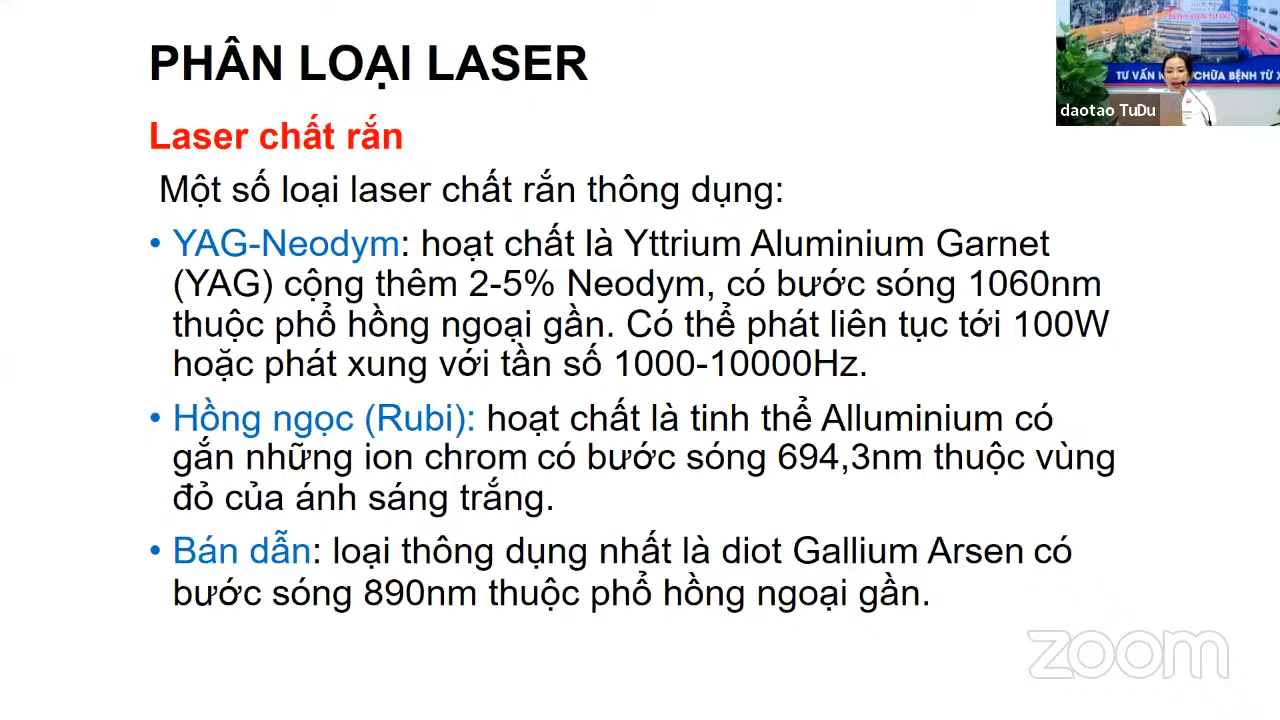 PHÂN LOẠI LASER
Laser chất rắn
Một số loại laser chất rắn thông dụng:
• YAG-Neodym: hoạt chất là Yttrium Aluminium Garnet
(YAG) cộng thêm 2-5% Neodym, có bước sóng 1060nm
thuộc phổ hồng ngoại gần. Có thể phát liên tục tới 100W
hoặc phát xung với tần số 1000-10000Hz.
• Hồng ngọc (Rubi): hoạt chất là tinh thể Alluminium có
gắn những ion chrom có bước sóng 694,3nm thuộc vùng
đỏ của ánh sáng trắng.
• Bán dẫn: loại thông dụng nhất là diot Gallium Arsen có
bước sóng 890nm thuộc phổ hồng ngoại gần.
BỆNH VIỆN TỪ DŨ
TƯ VẤN CHỮA BỆNH TỪ X
daotao TuDu
zoom